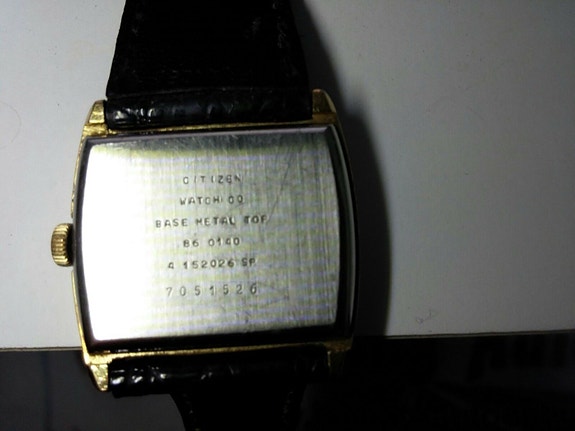 CITIZEN
WATCH CO
BASE METAL TOP
86 0140
4 152026 SP
7051526